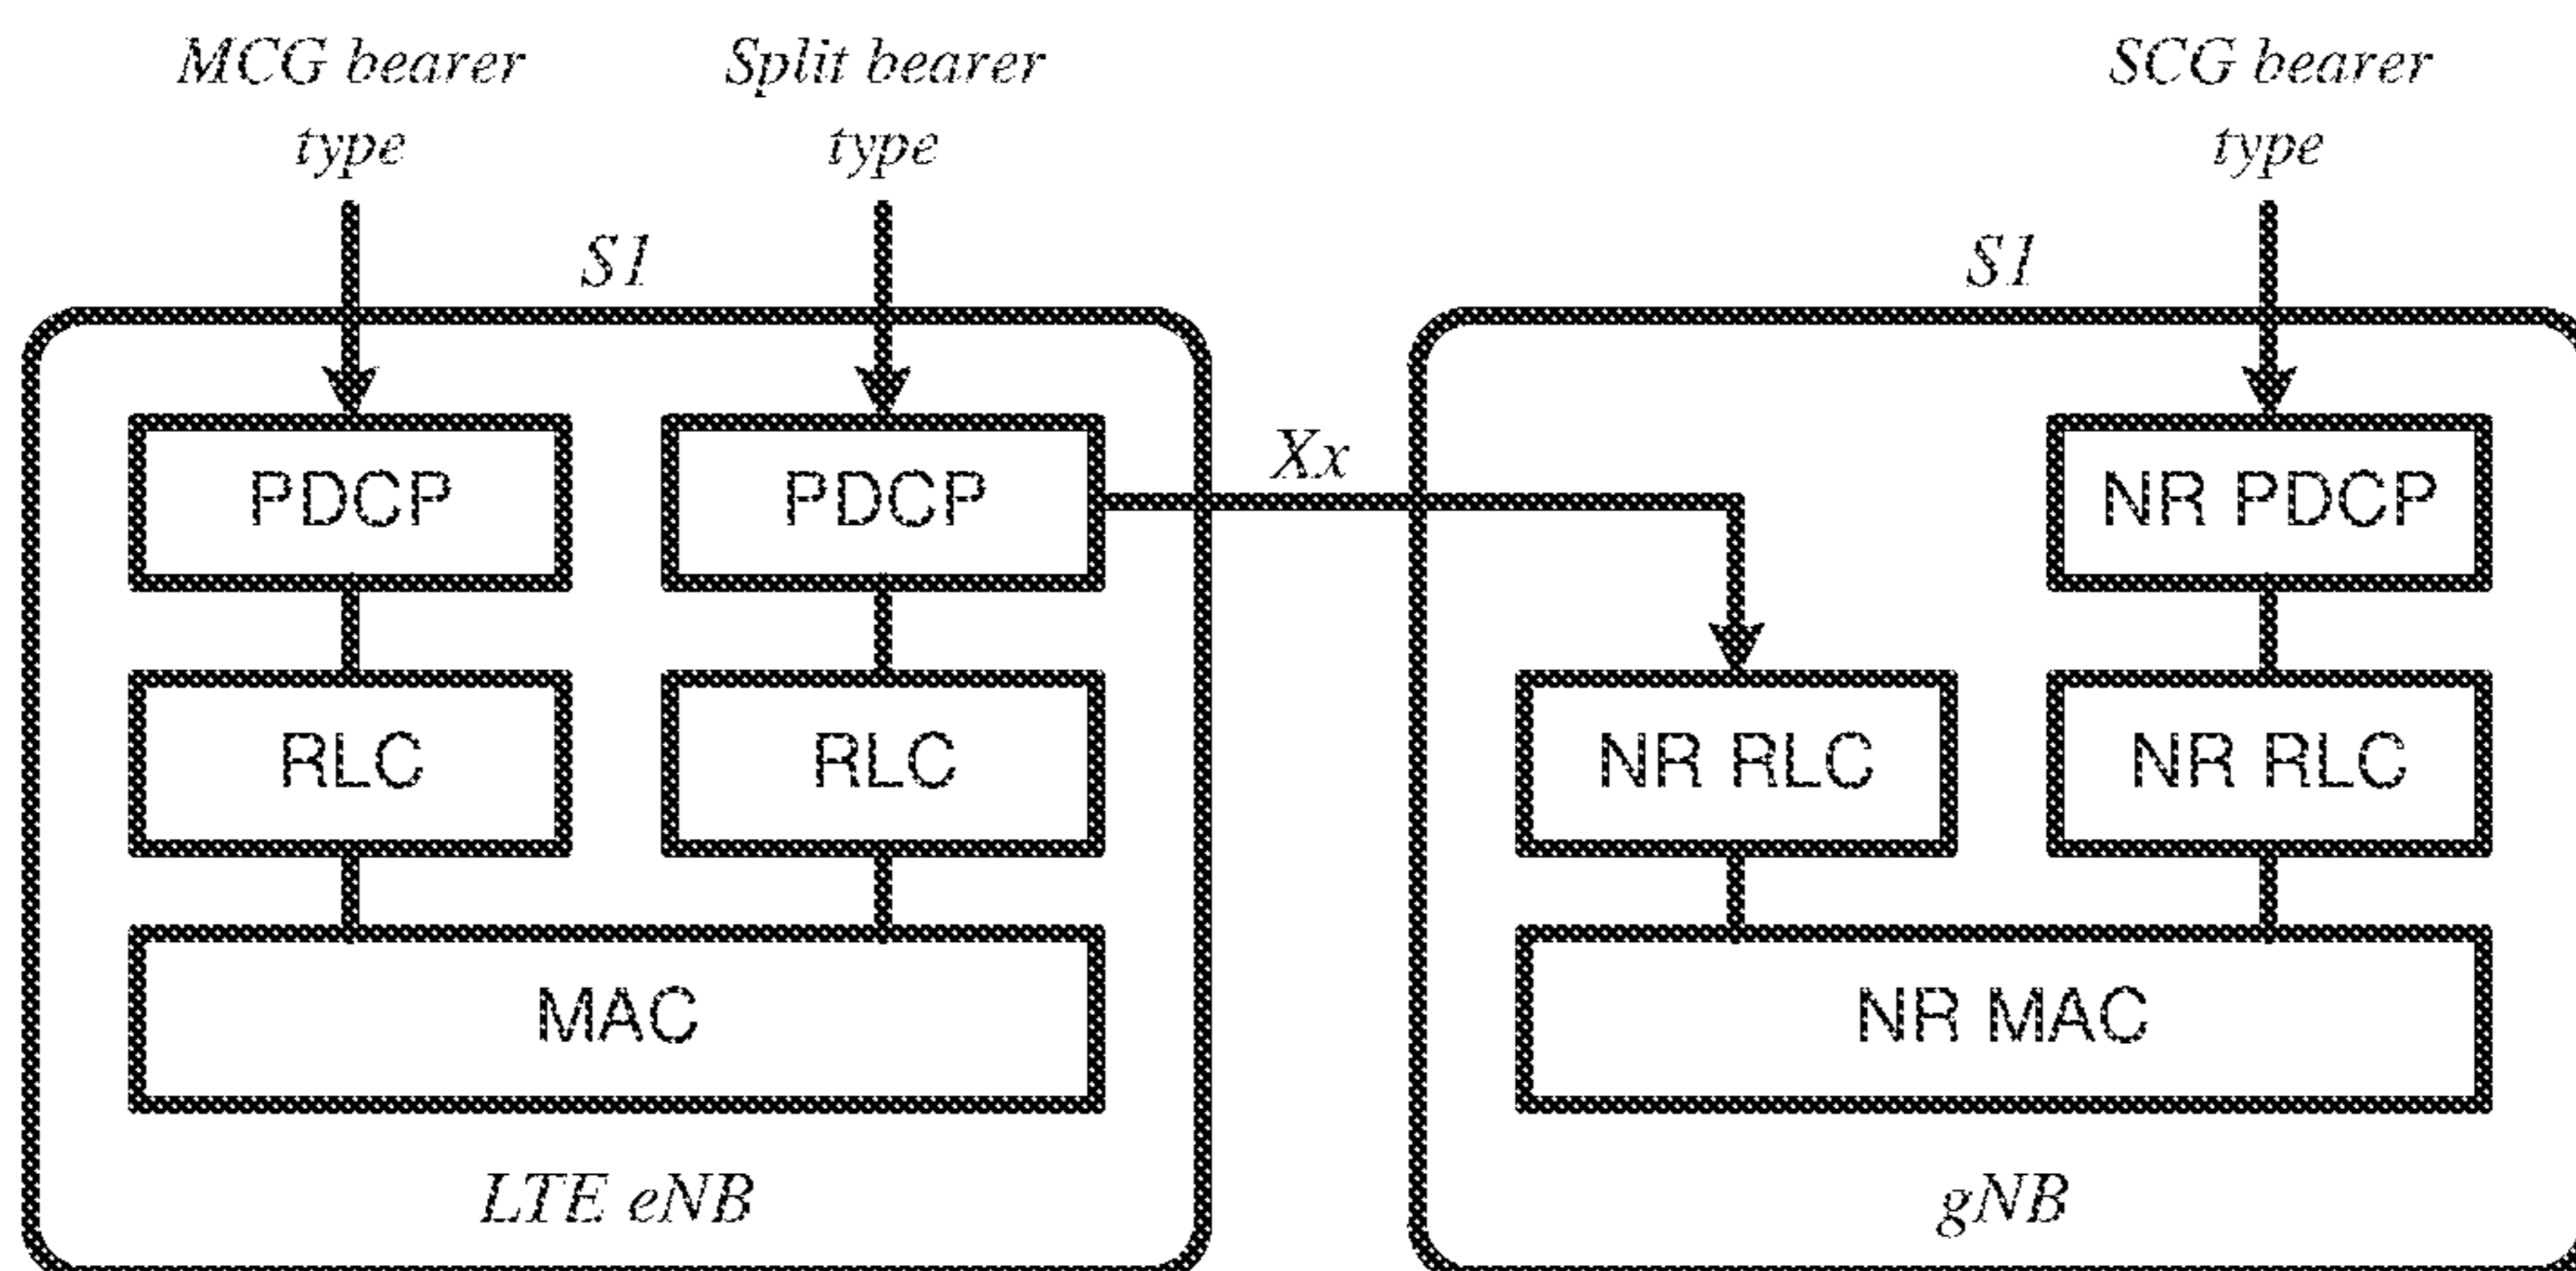 MCG bearer
type
Split bearer
type
SCG bearer
type
S1
S1
Xx
PDCP
PDCP
NR PDCP
RLC
RLC
NR RLC
NR RLC
MAC
NR MAC
LTE eNB
gNB